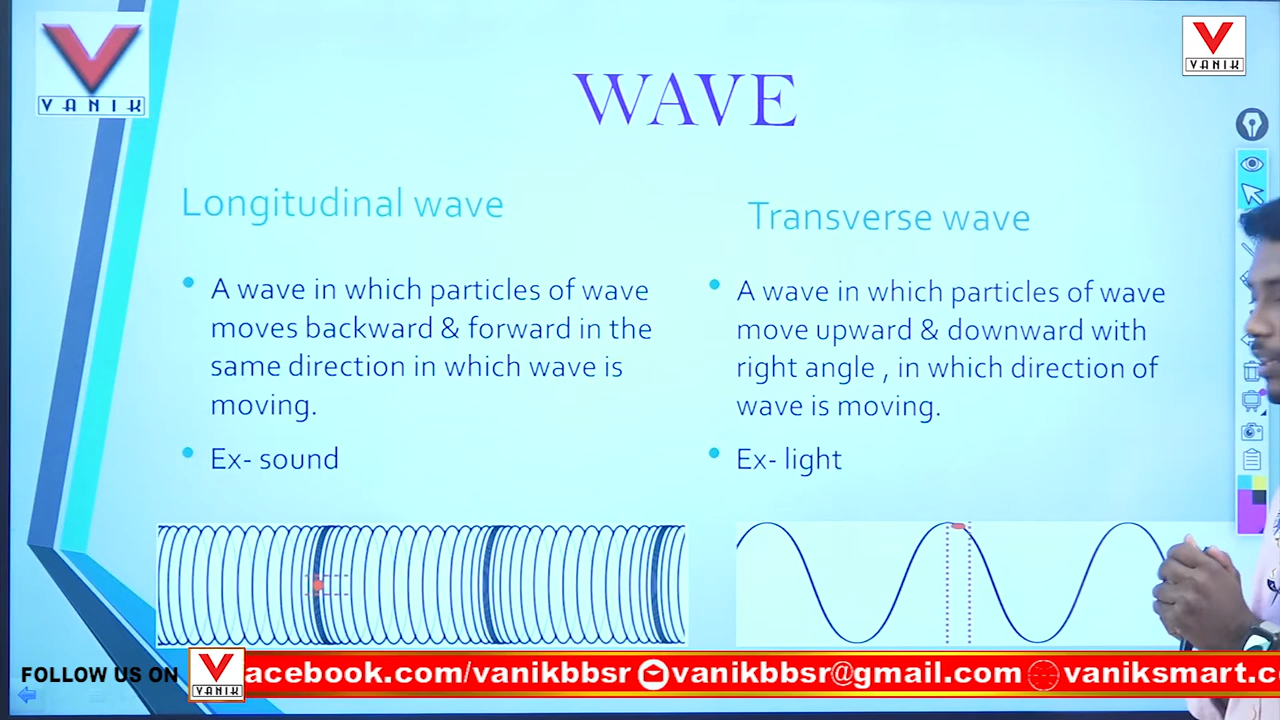 VANIK
VANIK
WAVE
Longitudinal wave
A wave in which particles of wave
moves backward & forward in the
same direction in which wave is
moving.
Ex- sound
Transverse wave
A wave in which particles of wave
move upward & downward with
right angle , in which direction of
wave is moving.
Ex- light
FOLLOW US ON
VANIK
acebook.com/vanikbbsr
vanikbbsr@gmail.com
vaniksmart.c